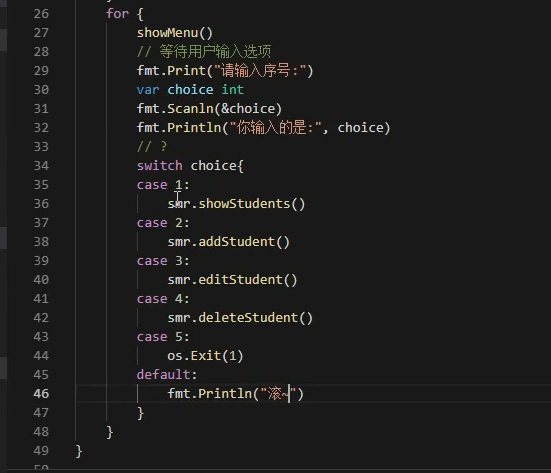 26 for {
27 showMenu()
28 // 等待用户输入选项
29 fmt.Print("请输入序号:")
30 var choice int
31 fmt.Scanln(&choice)
32 fmt.Println("你输入的是:", choice)
33 // ?
34 switch choice{
35 case 1:
36 smr.showStudents()
37 case 2:
38 smr.addStudent()
39 case 3:
40 smr.editStudent()
41 case 4:
42 smr.deleteStudent()
43 case 5:
44 os.Exit(1)
45 default:
46 fmt.Println("滚~")
47 }
48 }
49 }